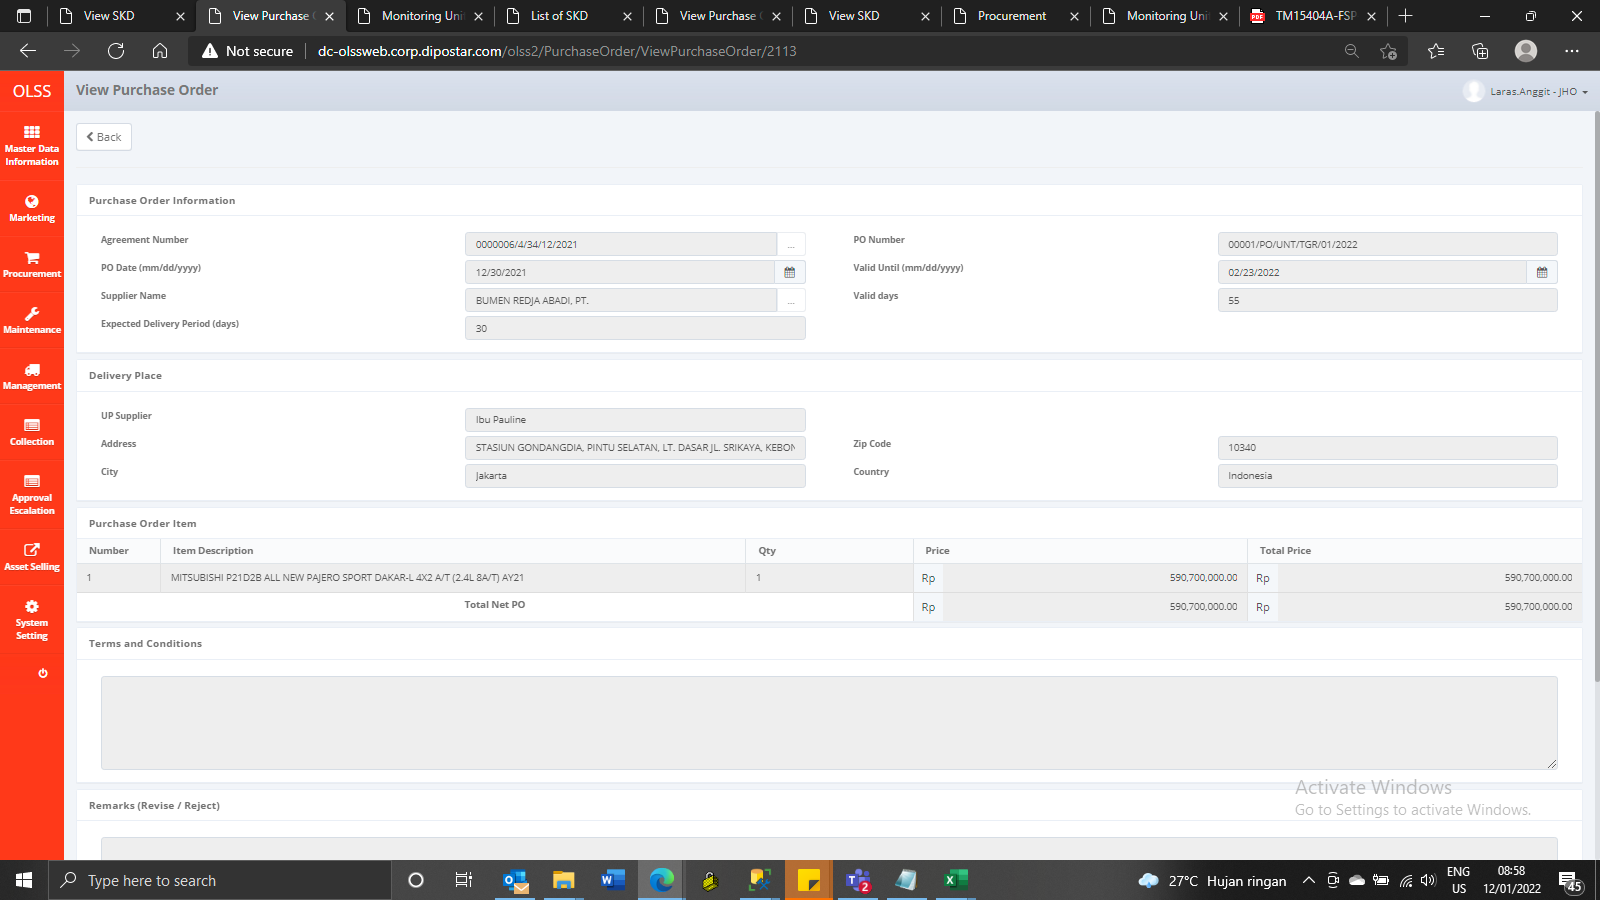 View SKD
View Purchase
Monitoring Uni
List of SKD
View Purchase
View SKD
Procurement
Monitoring Uni
PDF TM15404A-FSP
Not secure
dc-olssweb.corp.dipostar.com/olss2/PurchaseOrder/ViewPurchaseOrder/2113
OLSS
View Purchase Order
Laras.Anggit - JHO
Back
Master Data
Information
Marketing
Procurement
Maintenance
Management
Collection
Approval
Escalation
Asset Selling
System
Setting
Purchase Order Information
Agreement Number
0000006/4/34/12/2021
...
PO Number
00001/PO/UNT/TGR/01/2022
PO Date (mm/dd/yyyy)
12/30/2021
Valid Until (mm/dd/yyyy)
02/23/2022
Supplier Name
BUMEN REDJA ABADI, PT.
...
Valid days
55
Expected Delivery Period (days)
30
Delivery Place
UP Supplier
Ibu Pauline
Address
STASIUN GONDANGDIA, PINTU SELATAN, LT. DASAR JL. SRIKAYA, KEBON
Zip Code
10340
City
Jakarta
Country
Indonesia
Purchase Order Item
Number Item Description Qty Price Total Price
1 MITSUBISHI P21D2B ALL NEW PAJERO SPORT DAKAR-L 4X2 A/T (2.4L 8A/T) AY21 1 Rp 590,700,000.00 Rp 590,700,000.00
Total Net PO Rp 590,700,000.00 Rp 590,700,000.00
Terms and Conditions
Remarks (Revise / Reject)
Activate Windows
Go to Settings to activate Windows.
Type here to search
2
27°C Hujan ringan
ENG
US
08:58
12/01/2022
45